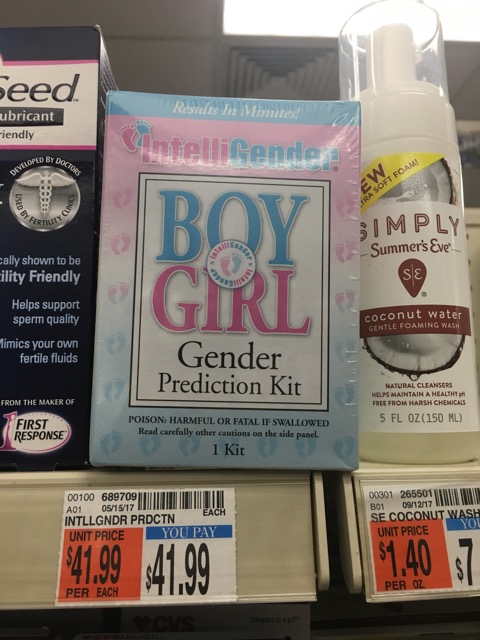 Seed
ubricant
riendly
DEVELOPED BY DOCTORS
USED BY FERTILITY CLINICS
cally shown to be
tility Friendly
Helps support
sperm quality
Mimics your own
fertile fluids
FROM THE MAKER OF
FIRST
RESPONSE
Results In Minutes!
IntelliGender
BOY
IntelliGender
IntelliGender
GIRL
Gender
Prediction Kit
POISON: HARMFUL OR FATAL IF SWALLOWED
Read carefully other cautions on the side panel.
1 Kit
NEW
TRA SOFT FOAM!
SIMPLY
Summer's Eve
S|E
coconut water
GENTLE FOAMING WASH
NATURAL CLEANSERS
HELPS MAINTAIN A HEALTHY pH
FREE FROM HARSH CHEMICALS
5 FL OZ (150 ML)
00100 689709
A01 05/15/17 EACH
INTLLGNDR PRDCTN
UNIT PRICE
$41.99
PER EACH
YOU PAY
$41.99
00301 265501
B01 09/12/17
SE COCONUT WASH
UNIT PRICE
$1.40
PER OZ
YOU
$7
CVS